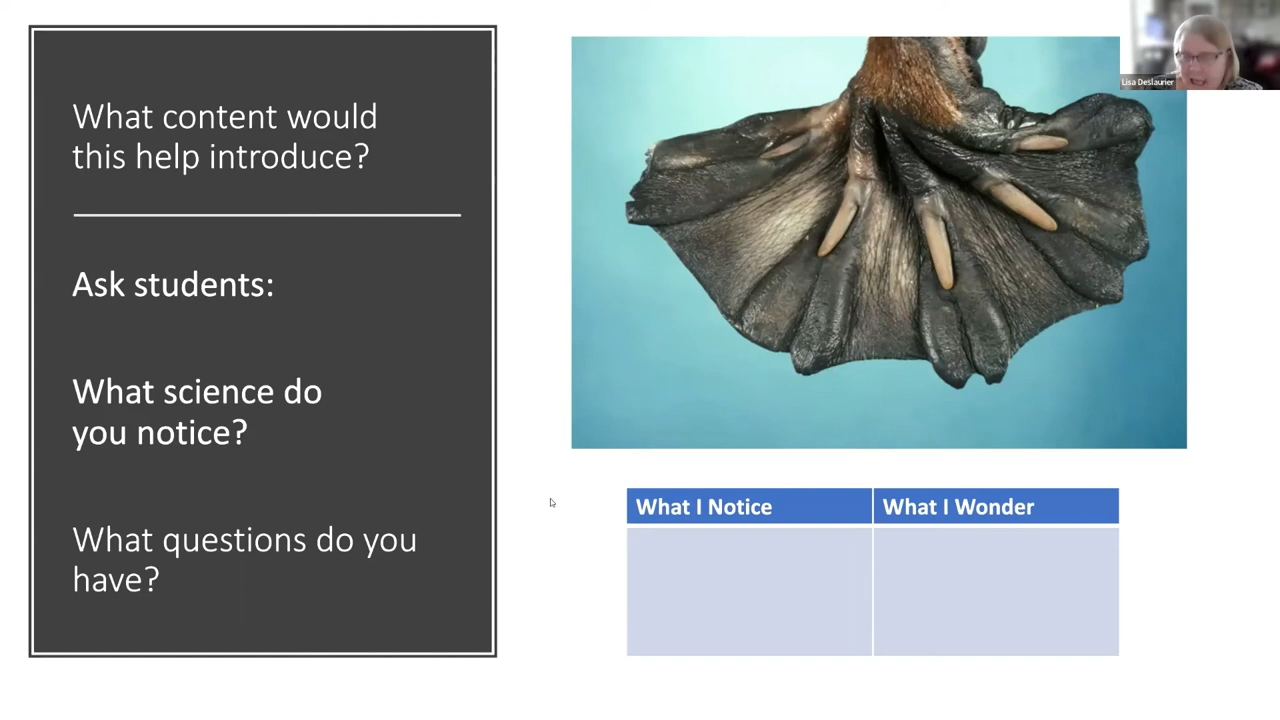 What content would
this help introduce?
Ask students:
What science do
you notice?
What questions do you
have?
Lisa Deslaurier
What I Notice
What I Wonder